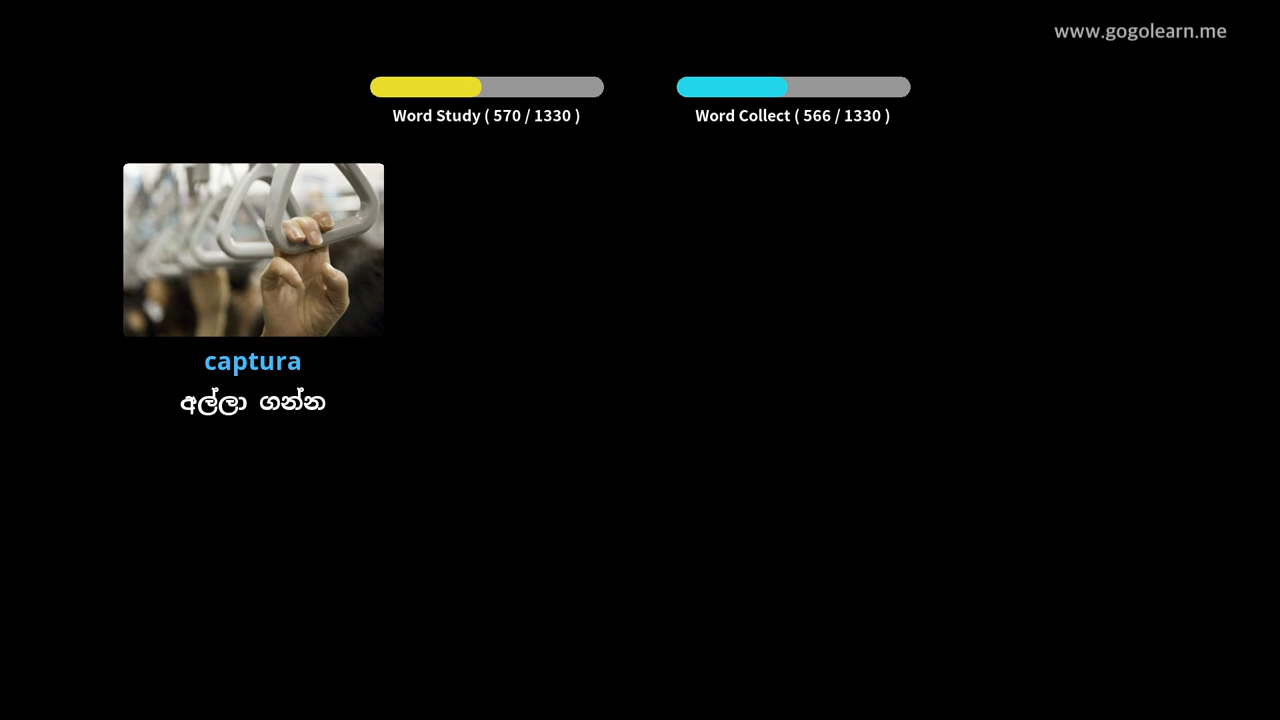 www.gogolearn.me
Word Study ( 570 / 1330 )
Word Collect ( 566 / 1330 )
captura
අල්ලා ගන්න